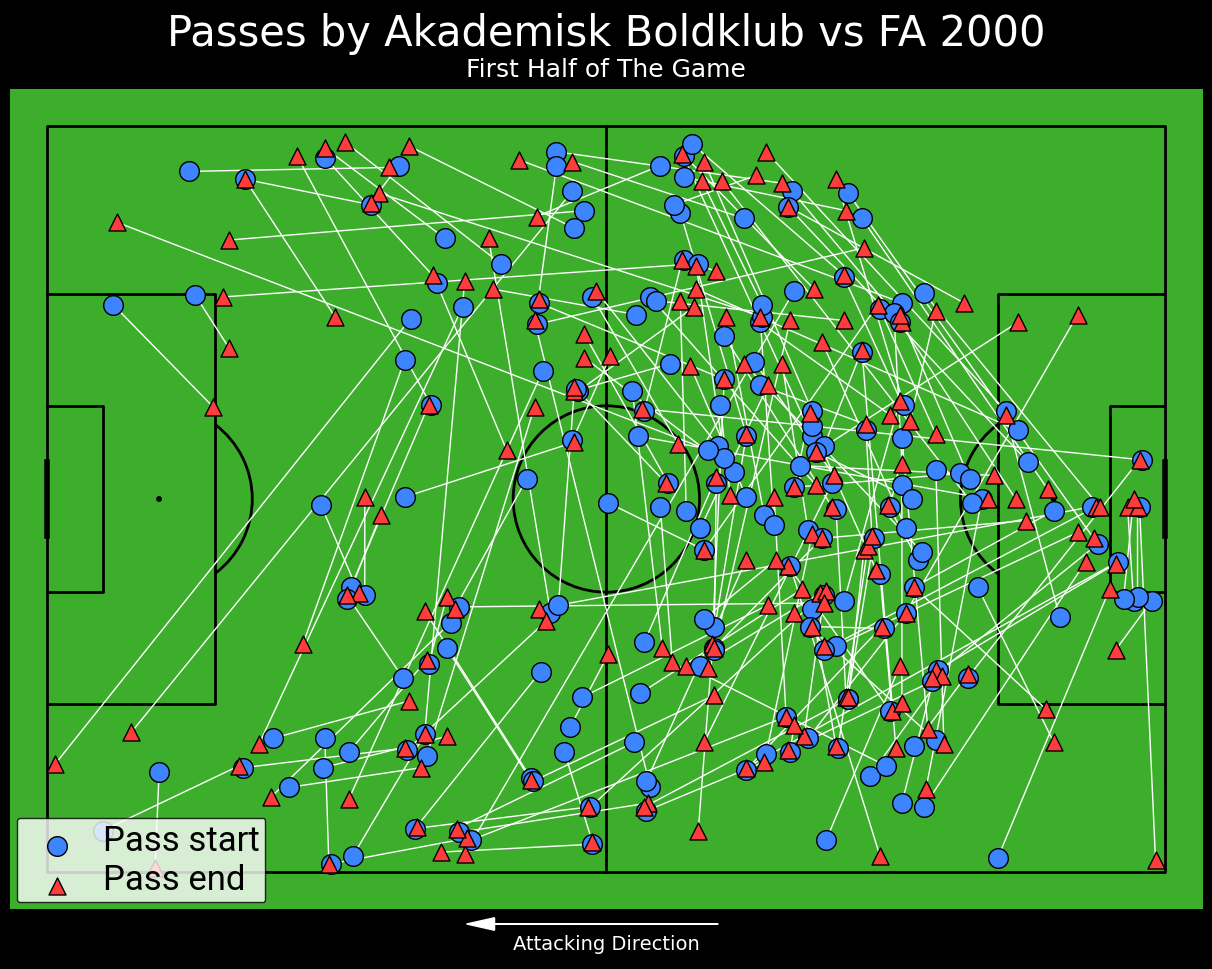 Passes by Akademisk Boldklub vs FA 2000
First Half of The Game
Pass start
Pass end
Attacking Direction